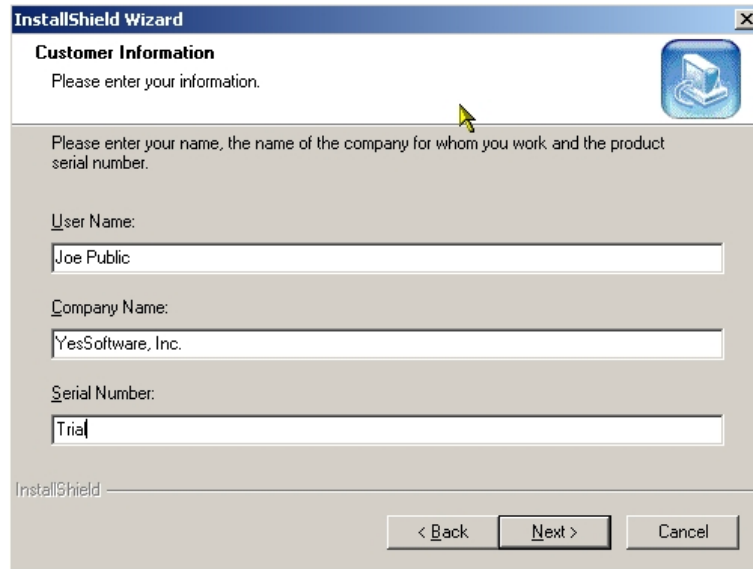 InstallShield Wizard
Customer Information
Please enter your information.
Please enter your name, the name of the company for whom you work and the product
serial number.
User Name:
Joe Public
Company Name:
YesSoftware, Inc.
Serial Number:
Trial
InstallShield
< Back
Next >
Cancel